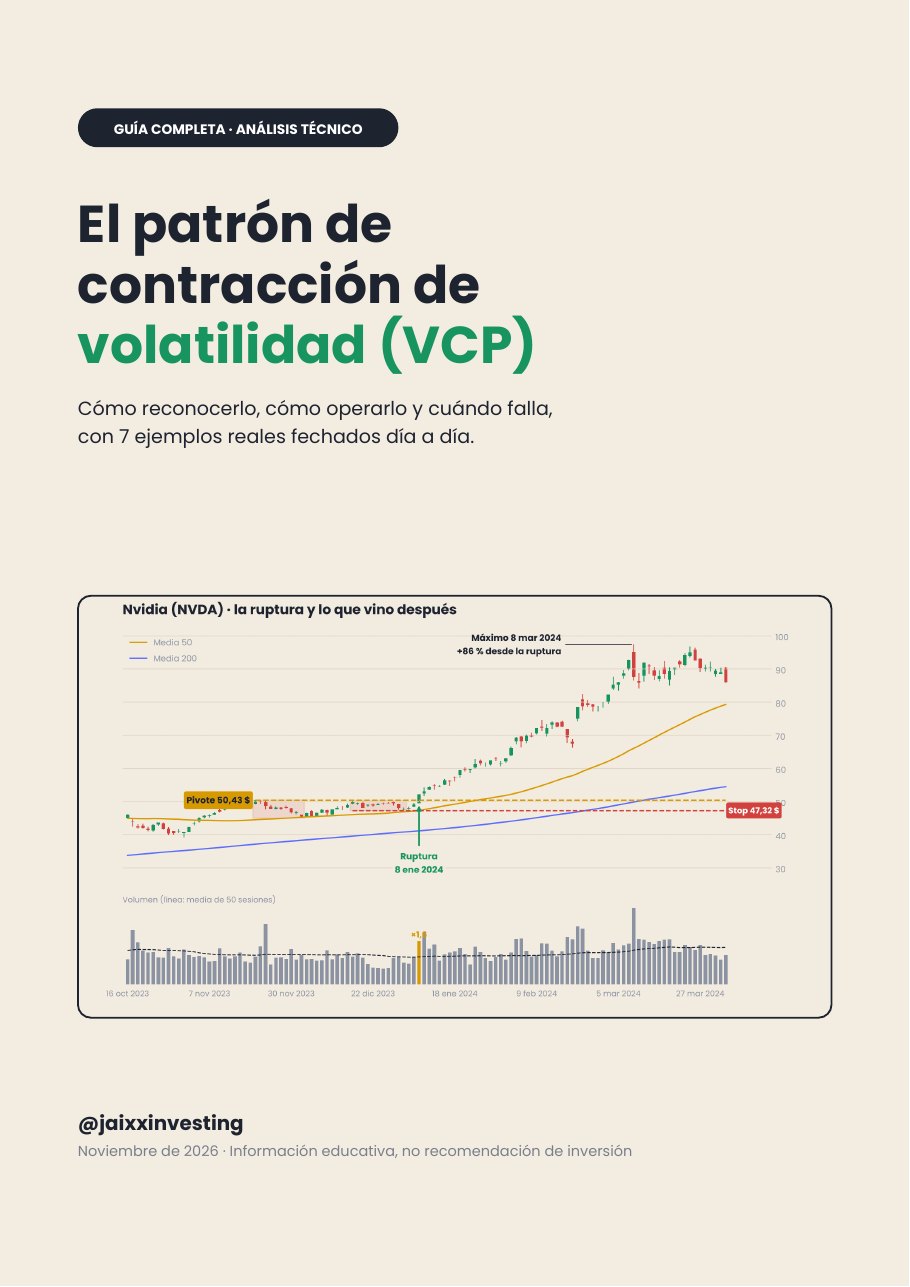 GUÍA COMPLETA · ANÁLISIS TÉCNICO
El patrón de
contracción de
volatilidad (VCP)
Cómo reconocerlo, cómo operarlo y cuándo falla,
con 7 ejemplos reales fechados día a día.
Nvidia (NVDA) · la ruptura y lo que vino después
Media 50
Media 200
Máximo 8 mar 2024
+86 % desde la ruptura
100
90
80
70
60
40
30
Pivote 50,43 $
Stop 47,32 $
Ruptura
8 ene 2024
Volumen (línea: media de 50 sesiones)
16 oct 2023
7 nov 2023
30 nov 2023
22 dic 2023
18 ene 2024
9 feb 2024
5 mar 2024
27 mar 2024
@jaixxinvesting
Noviembre de 2026 · Información educativa, no recomendación de inversión